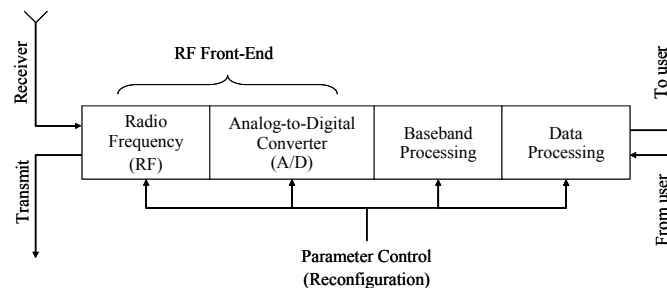 RF Front-End
Receiver
To user
Radio
Frequency
(RF)
Analog-to-Digital
Converter
(A/D)
Baseband
Processing
Data
Processing
Transmit
From user
Parameter Control
(Reconfiguration)